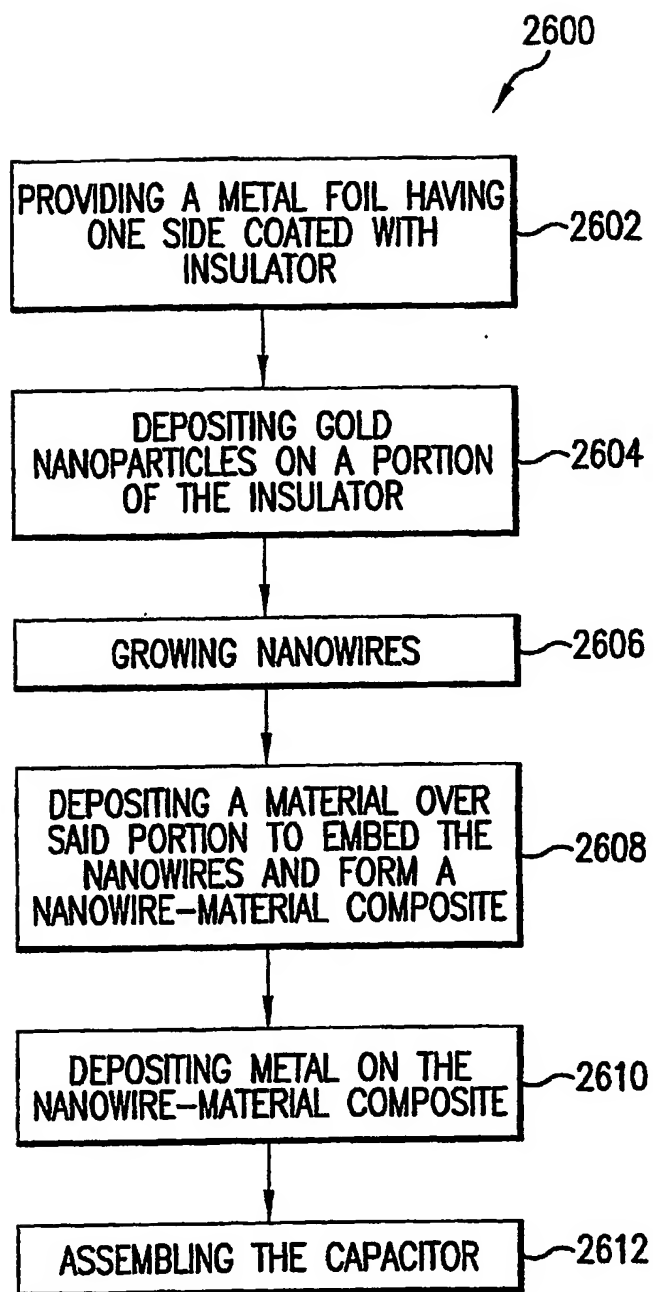 2600
PROVIDING A METAL FOIL HAVING
ONE SIDE COATED WITH
INSULATOR
2602
DEPOSITING GOLD
NANOPARTICLES ON A PORTION
OF THE INSULATOR
2604
GROWING NANOWIRES
2606
DEPOSITING A MATERIAL OVER
SAID PORTION TO EMBED THE
NANOWIRES AND FORM A
NANOWIRE-MATERIAL COMPOSITE
2608
DEPOSITING METAL ON THE
NANOWIRE-MATERIAL COMPOSITE
2610
ASSEMBLING THE CAPACITOR
2612